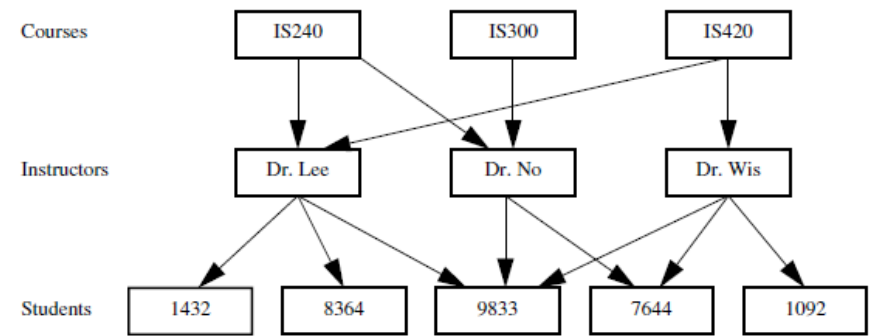 Courses IS240 IS300 IS420
Instructors Dr. Lee Dr. No Dr. Wis
Students 1432 8364 9833 7644 1092